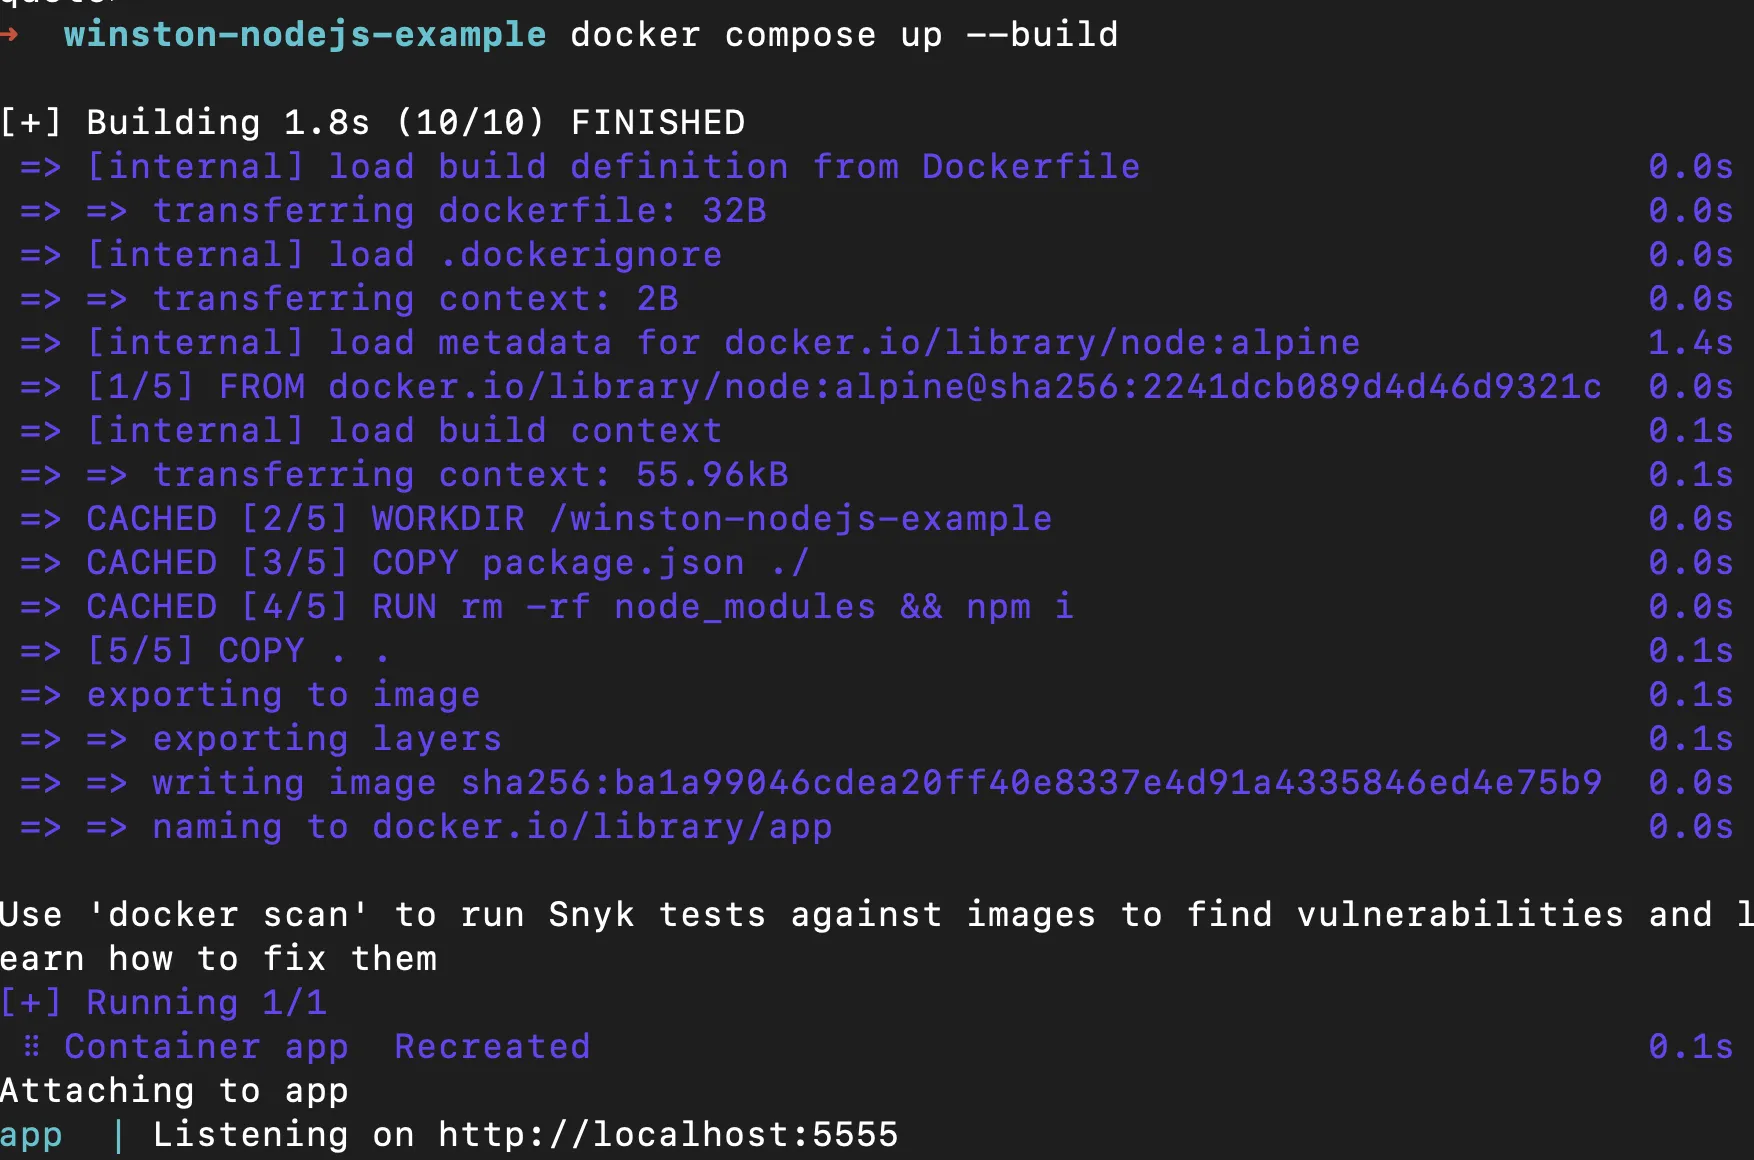 ➜  winston-nodejs-example docker compose up --build
[+] Building 1.8s (10/10) FINISHED
=> [internal] load build definition from Dockerfile 0.0s
=> => transferring dockerfile: 32B 0.0s
=> [internal] load .dockerignore 0.0s
=> => transferring context: 2B 0.0s
=> [internal] load metadata for docker.io/library/node:alpine 1.4s
=> [1/5] FROM docker.io/library/node:alpine@sha256:2241dcb089d4d46d9321c 0.0s
=> [internal] load build context 0.1s
=> => transferring context: 55.96kB 0.1s
=> CACHED [2/5] WORKDIR /winston-nodejs-example 0.0s
=> CACHED [3/5] COPY package.json ./ 0.0s
=> CACHED [4/5] RUN rm -rf node_modules && npm i 0.0s
=> [5/5] COPY . . 0.1s
=> exporting to image 0.1s
=> => exporting layers 0.1s
=> => writing image sha256:ba1a99046cdea20ff40e8337e4d91a4335846ed4e75b9 0.0s
=> => naming to docker.io/library/app 0.0s
Use 'docker scan' to run Snyk tests against images to find vulnerabilities and l
earn how to fix them
[+] Running 1/1
⠿ Container app  Recreated 0.1s
Attaching to app
app  | Listening on http://localhost:5555